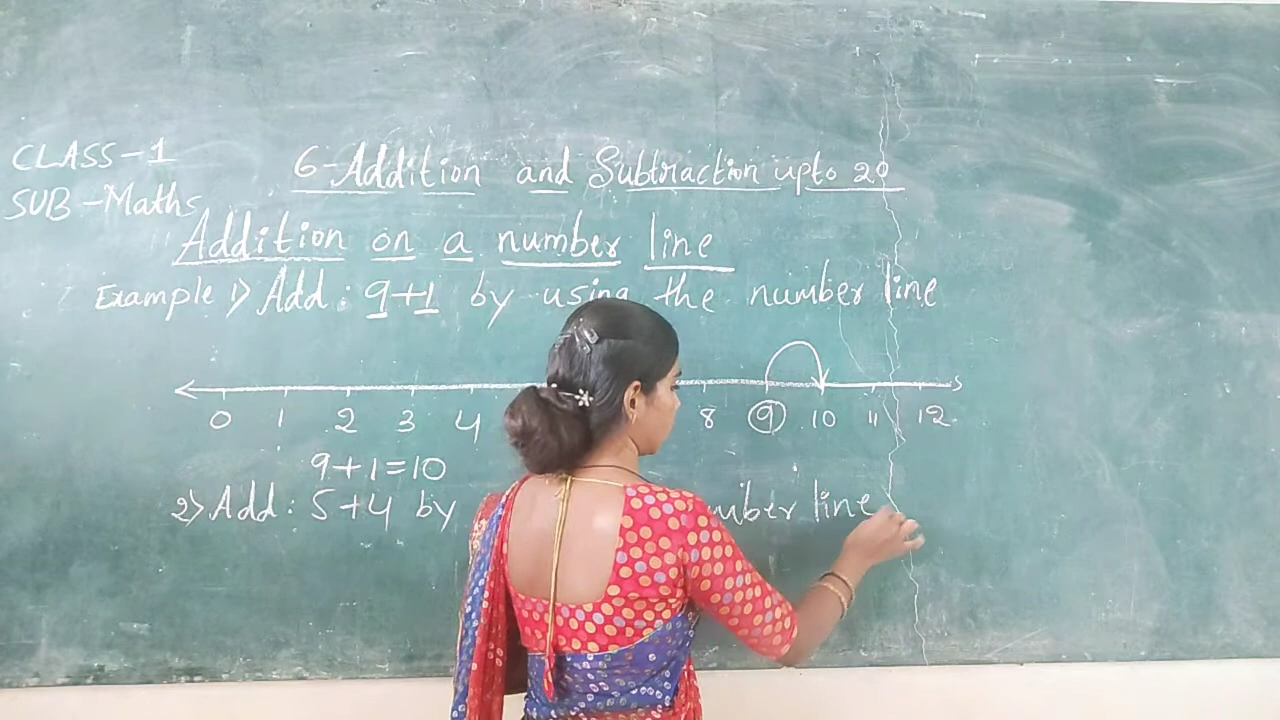 CLASS-1
SUB-Maths
6-Addition and Subtraction upto 20
Addition on a number line
Example 1) Add: 9+1 by using the number line
0 1 2 3 4 8 9 10 11 12
9+1=10
2) Add: 5+4 by line